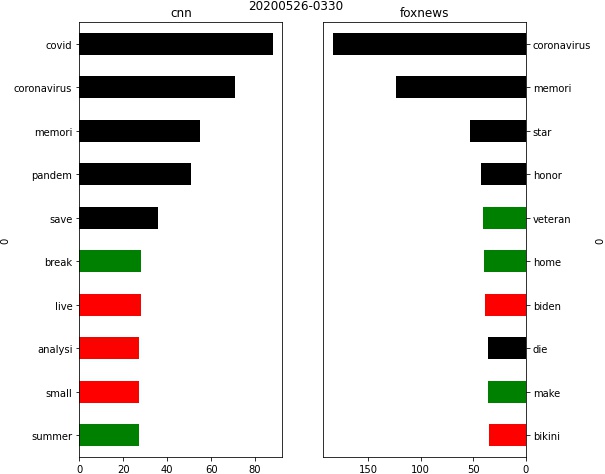 20200526-0330
cnn
foxnews
covid
coronavirus
memori
pandem
save
break
live
analysi
small
summer
0
0 20 40 60 80
coronavirus
memori
star
honor
veteran
home
biden
die
make
bikini
0
150 100 50 0